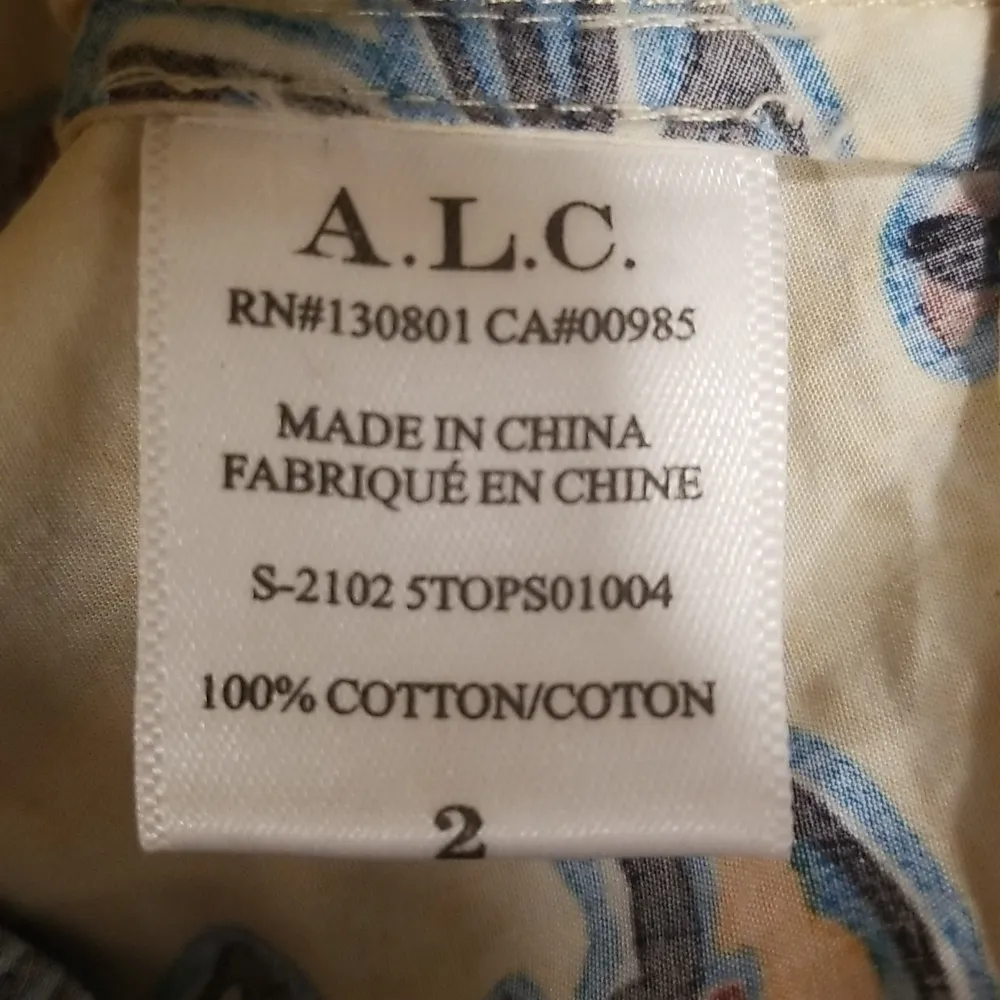 A.L.C.
RN#130801 CA#00985
MADE IN CHINA
FABRIQUÉ EN CHINE
S-2102 5TOPS01004
100% COTTON/COTON
2